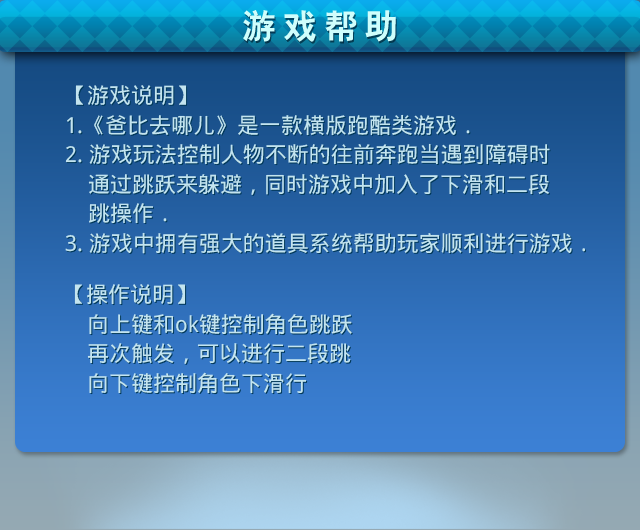 游戏帮助
【游戏说明】
1.《爸比去哪儿》是一款横版跑酷类游戏．
2. 游戏玩法控制人物不断的往前奔跑当遇到障碍时
通过跳跃来躲避，同时游戏中加入了下滑和二段
跳操作．
3. 游戏中拥有强大的道具系统帮助玩家顺利进行游戏．
【操作说明】
向上键和ok键控制角色跳跃
再次触发，可以进行二段跳
向下键控制角色下滑行